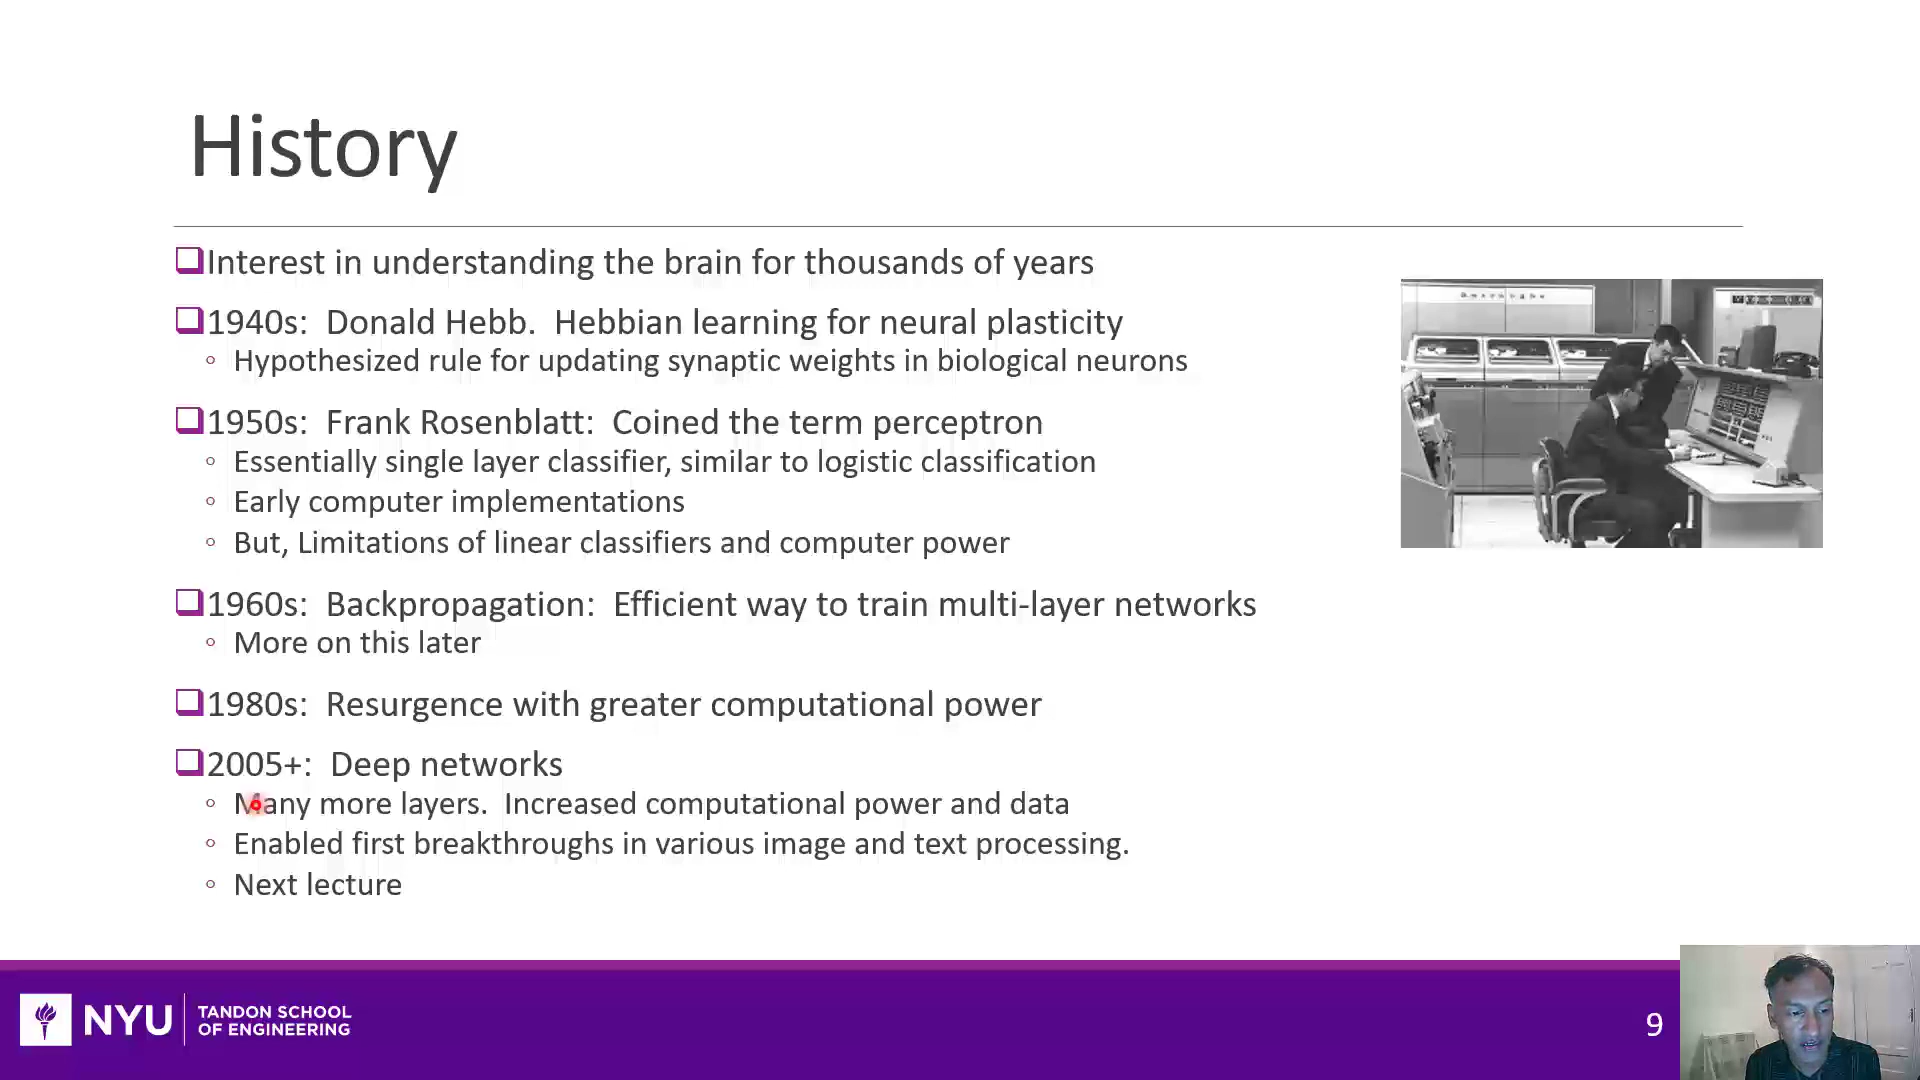 History
Interest in understanding the brain for thousands of years
1940s: Donald Hebb. Hebbian learning for neural plasticity
Hypothesized rule for updating synaptic weights in biological neurons
1950s: Frank Rosenblatt: Coined the term perceptron
Essentially single layer classifier, similar to logistic classification
Early computer implementations
But, Limitations of linear classifiers and computer power
1960s: Backpropagation: Efficient way to train multi-layer networks
More on this later
1980s: Resurgence with greater computational power
2005+: Deep networks
Many more layers. Increased computational power and data
Enabled first breakthroughs in various image and text processing.
Next lecture
NYU
TANDON SCHOOL
OF ENGINEERING
9